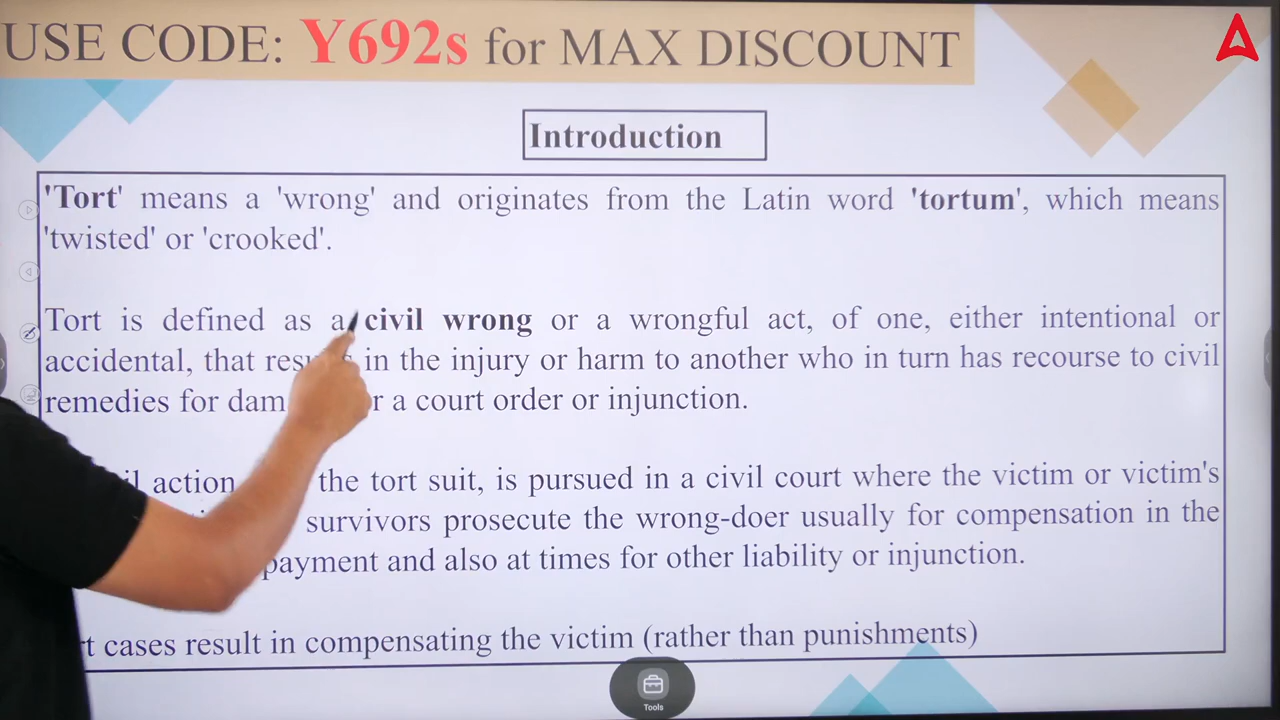 USE CODE: Y692s for MAX DISCOUNT
Introduction
'Tort' means a 'wrong' and originates from the Latin word 'tortum', which means
'twisted' or 'crooked'.
Tort is defined as a civil wrong or a wrongful act, of one, either intentional or
accidental, that results in the injury or harm to another who in turn has recourse to civil
remedies for a court order or injunction.
action the tort suit, is pursued in a civil court where the victim or victim's
survivors prosecute the wrong-doer usually for compensation in the
payment and also at times for other liability or injunction.
cases result in compensating the victim (rather than punishments)
Tools